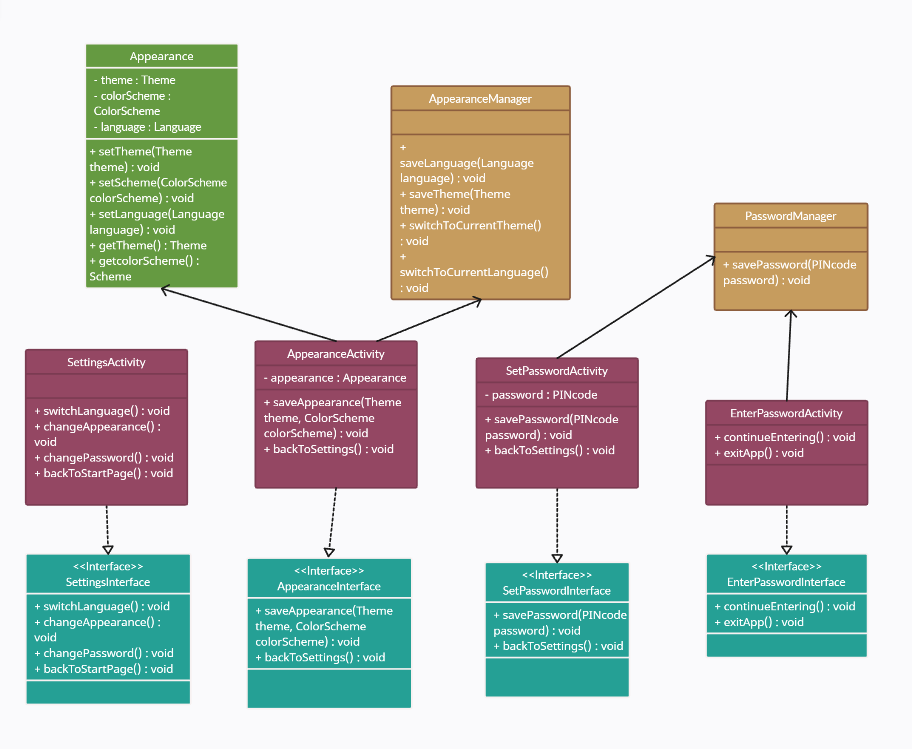 Appearance
- theme : Theme
- colorScheme :
ColorScheme
- language : Language
+ setTheme(Theme
theme) : void
+ setScheme(ColorScheme
colorScheme) : void
+ setLanguage(Language
language) : void
+ getTheme() : Theme
+ getcolorScheme() :
Scheme
AppearanceManager
+
saveLanguage(Language
language) : void
+ saveTheme(Theme
theme) : void
+ switchToCurrentTheme()
: void
+
switchToCurrentLanguage()
: void
PasswordManager
+ savePassword(PINcode
password) : void
SettingsActivity
+ switchLanguage() : void
+ changeAppearance() :
void
+ changePassword() : void
+ backToStartPage() : void
AppearanceActivity
- appearance : Appearance
+ saveAppearance(Theme
theme, ColorScheme
colorScheme) : void
+ backToSettings() : void
SetPasswordActivity
- password : PINcode
+ savePassword(PINcode
password) : void
+ backToSettings() : void
EnterPasswordActivity
+ continueEntering() : void
+ exitApp() : void
<<Interface>>
SettingsInterface
+ switchLanguage() : void
+ changeAppearance() :
void
+ changePassword() : void
+ backToStartPage() : void
<<Interface>>
AppearanceInterface
+ saveAppearance(Theme
theme, ColorScheme
colorScheme) : void
+ backToSettings() : void
<<Interface>>
SetPasswordInterface
+ savePassword(PINcode
password) : void
+ backToSettings() : void
<<Interface>>
EnterPasswordInterface
+ continueEntering() : void
+ exitApp() : void